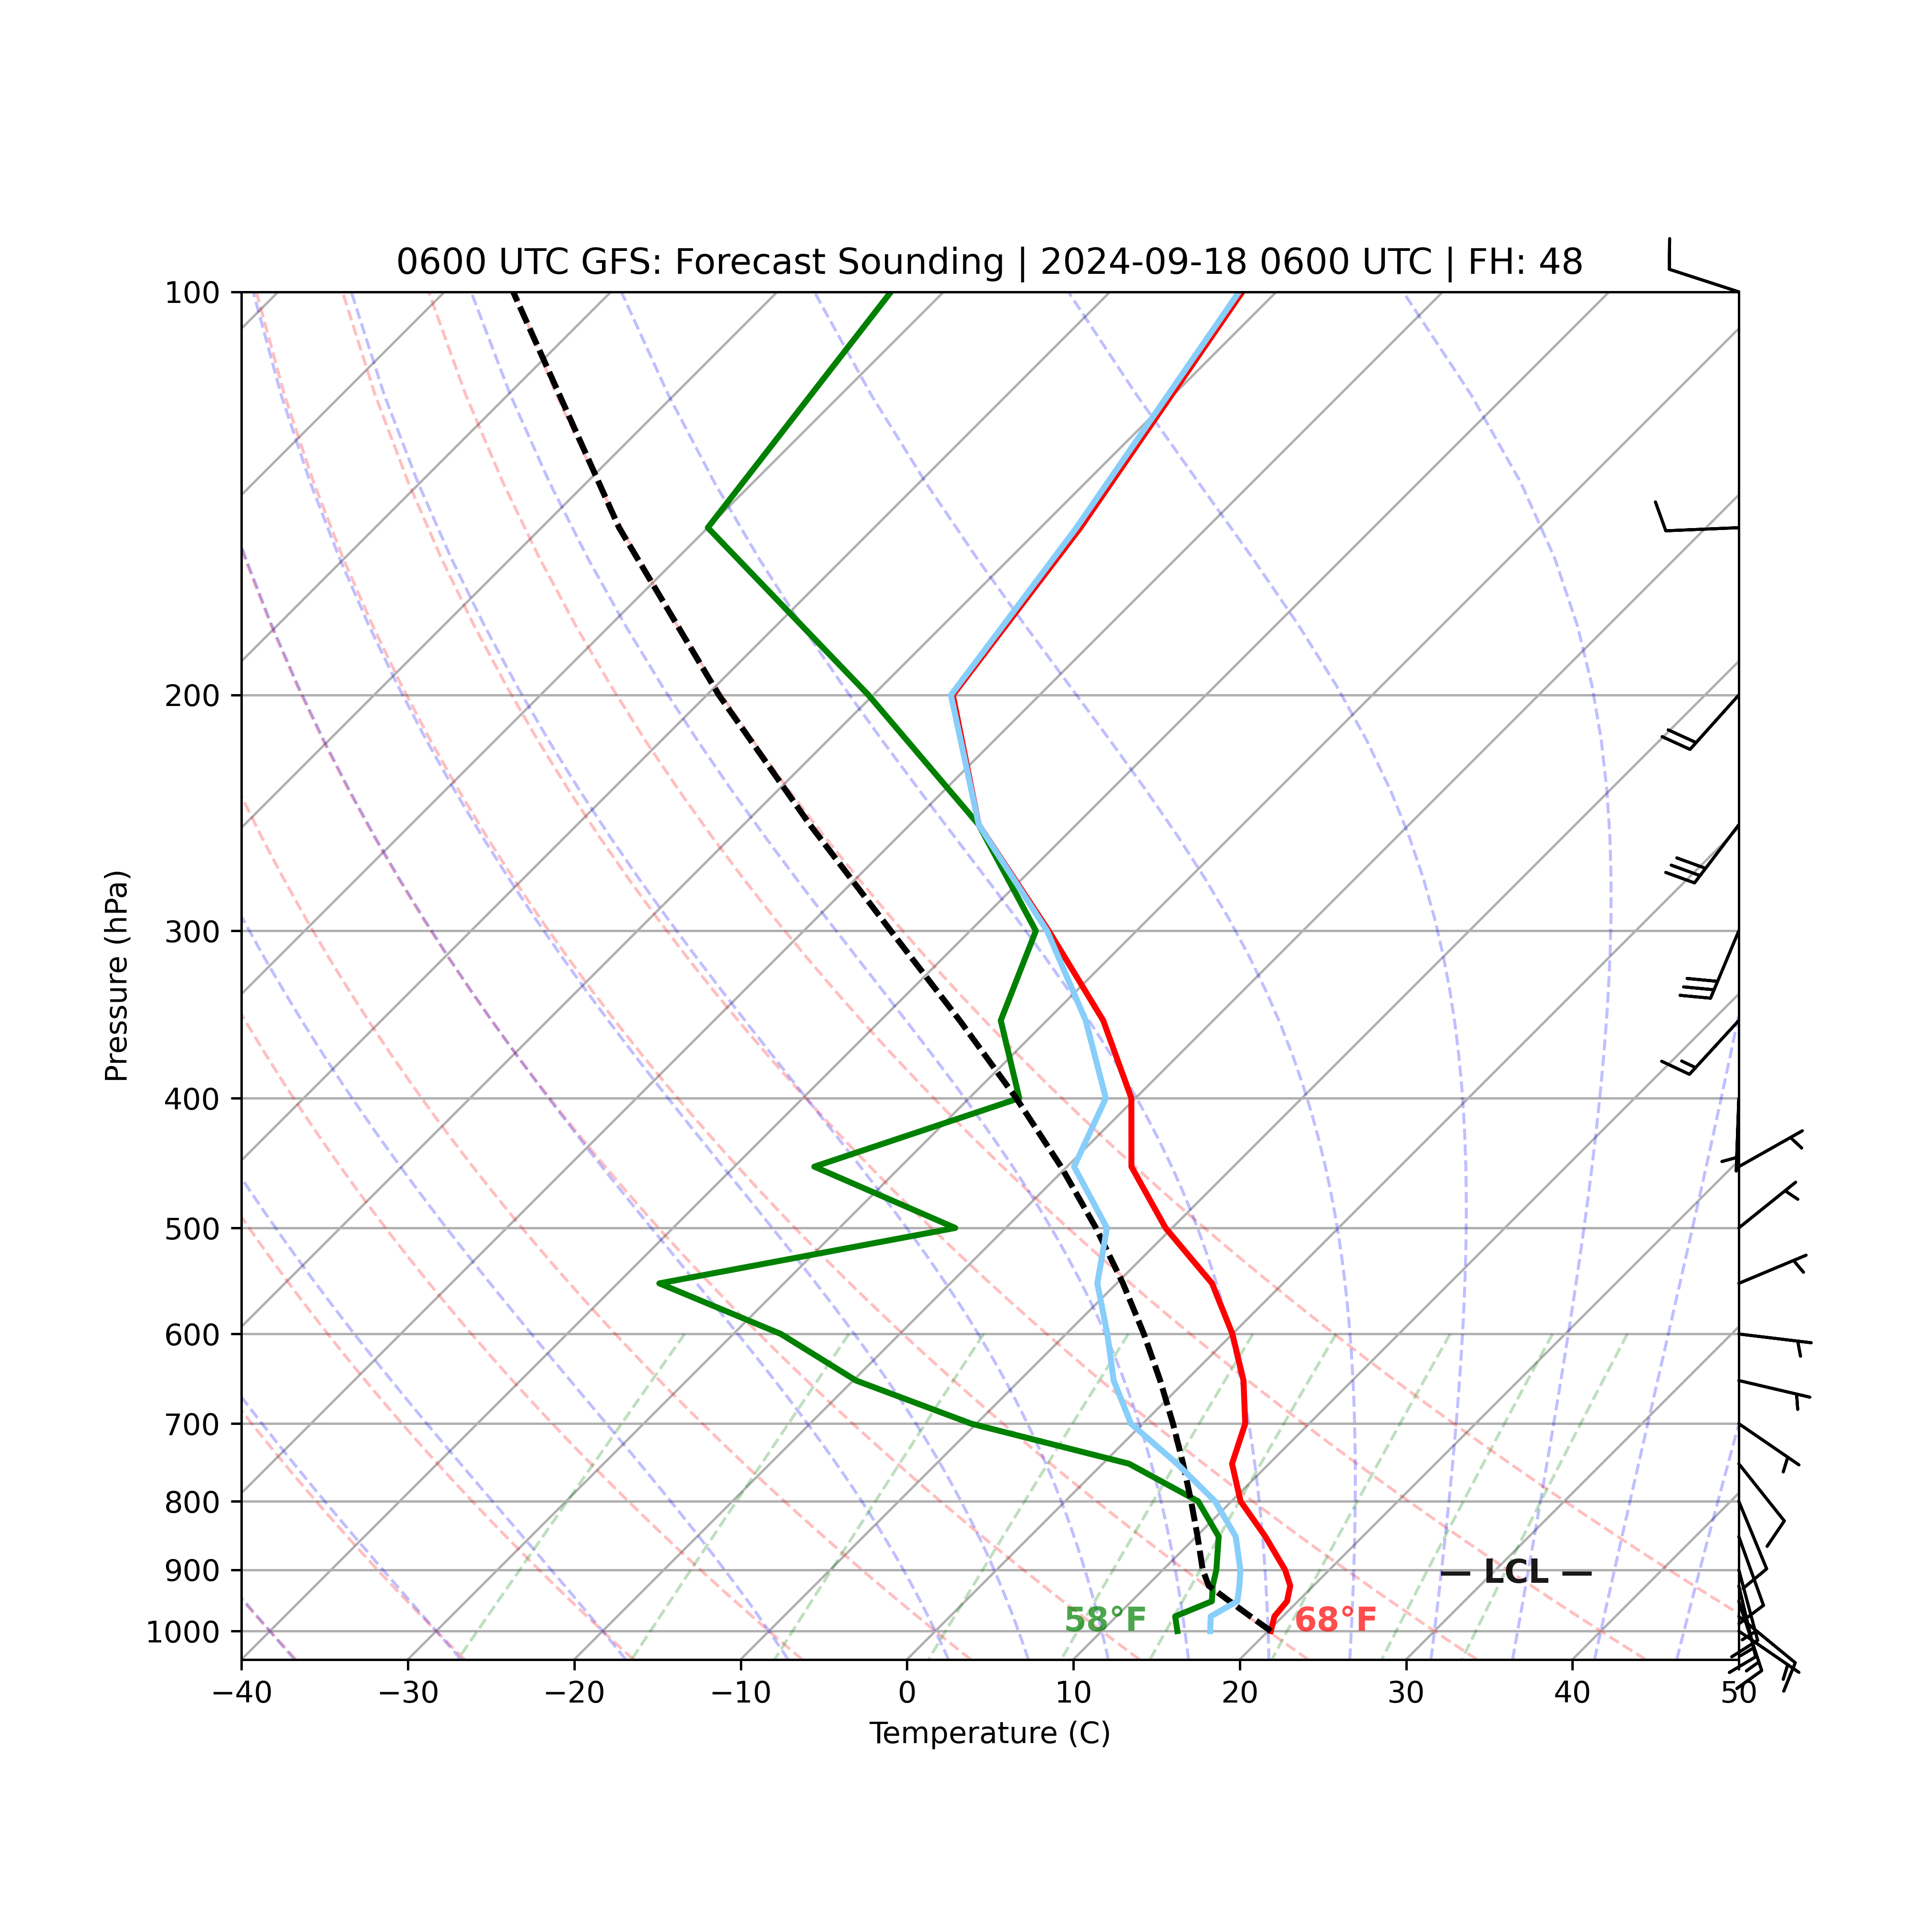 0600 UTC GFS: Forecast Sounding | 2024-09-18 0600 UTC | FH: 48
100
200
300
400
500
600
700
800
900
1000
Pressure (hPa)
— LCL —
58°F
68°F
−40 −30 −20 −10 0 10 20 30 40 50
Temperature (C)